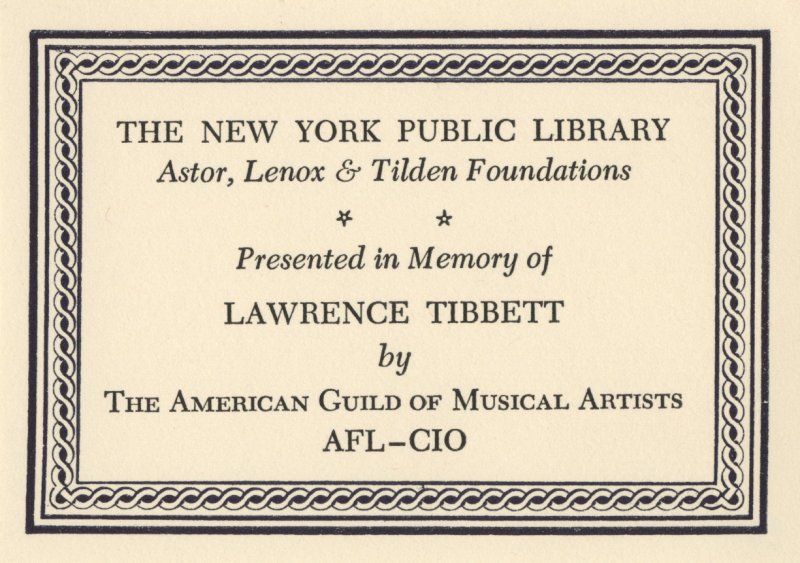 THE NEW YORK PUBLIC LIBRARY
Astor, Lenox & Tilden Foundations
Presented in Memory of
LAWRENCE TIBBETT
by
THE AMERICAN GUILD OF MUSICAL ARTISTS
AFL–CIO